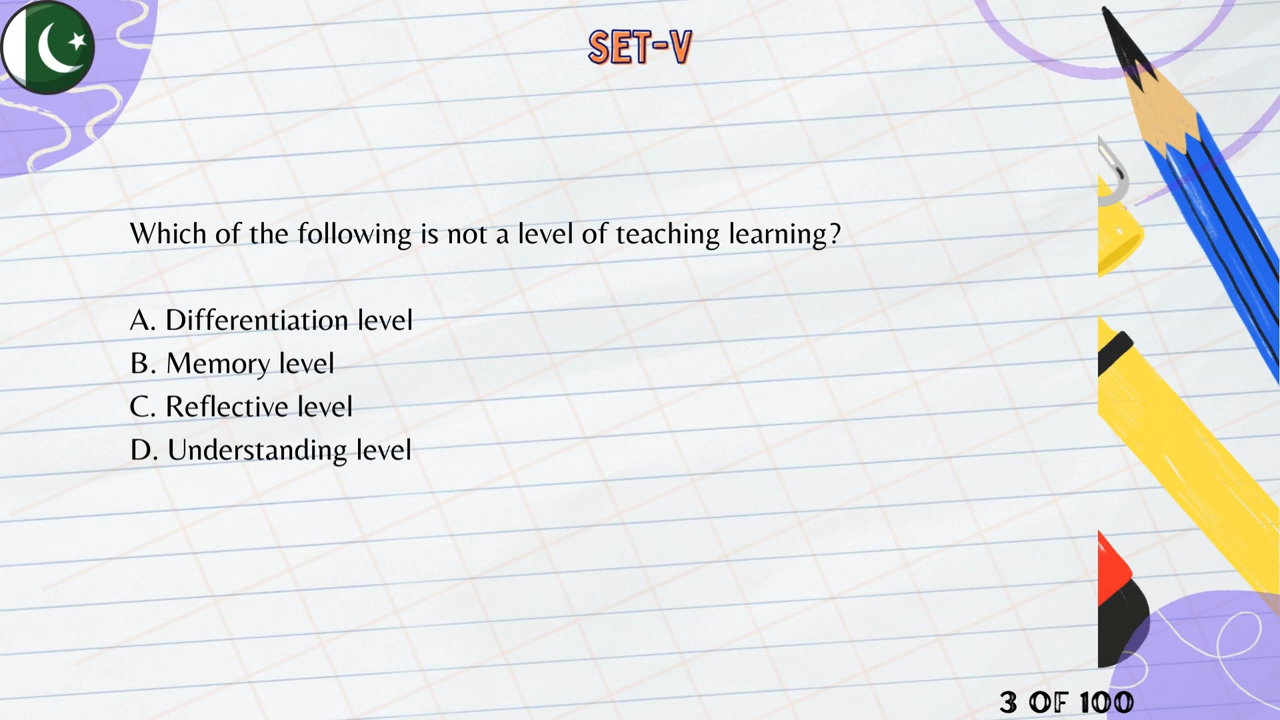 SET-V
Which of the following is not a level of teaching learning?
A. Differentiation level
B. Memory level
C. Reflective level
D. Understanding level
3 OF 100